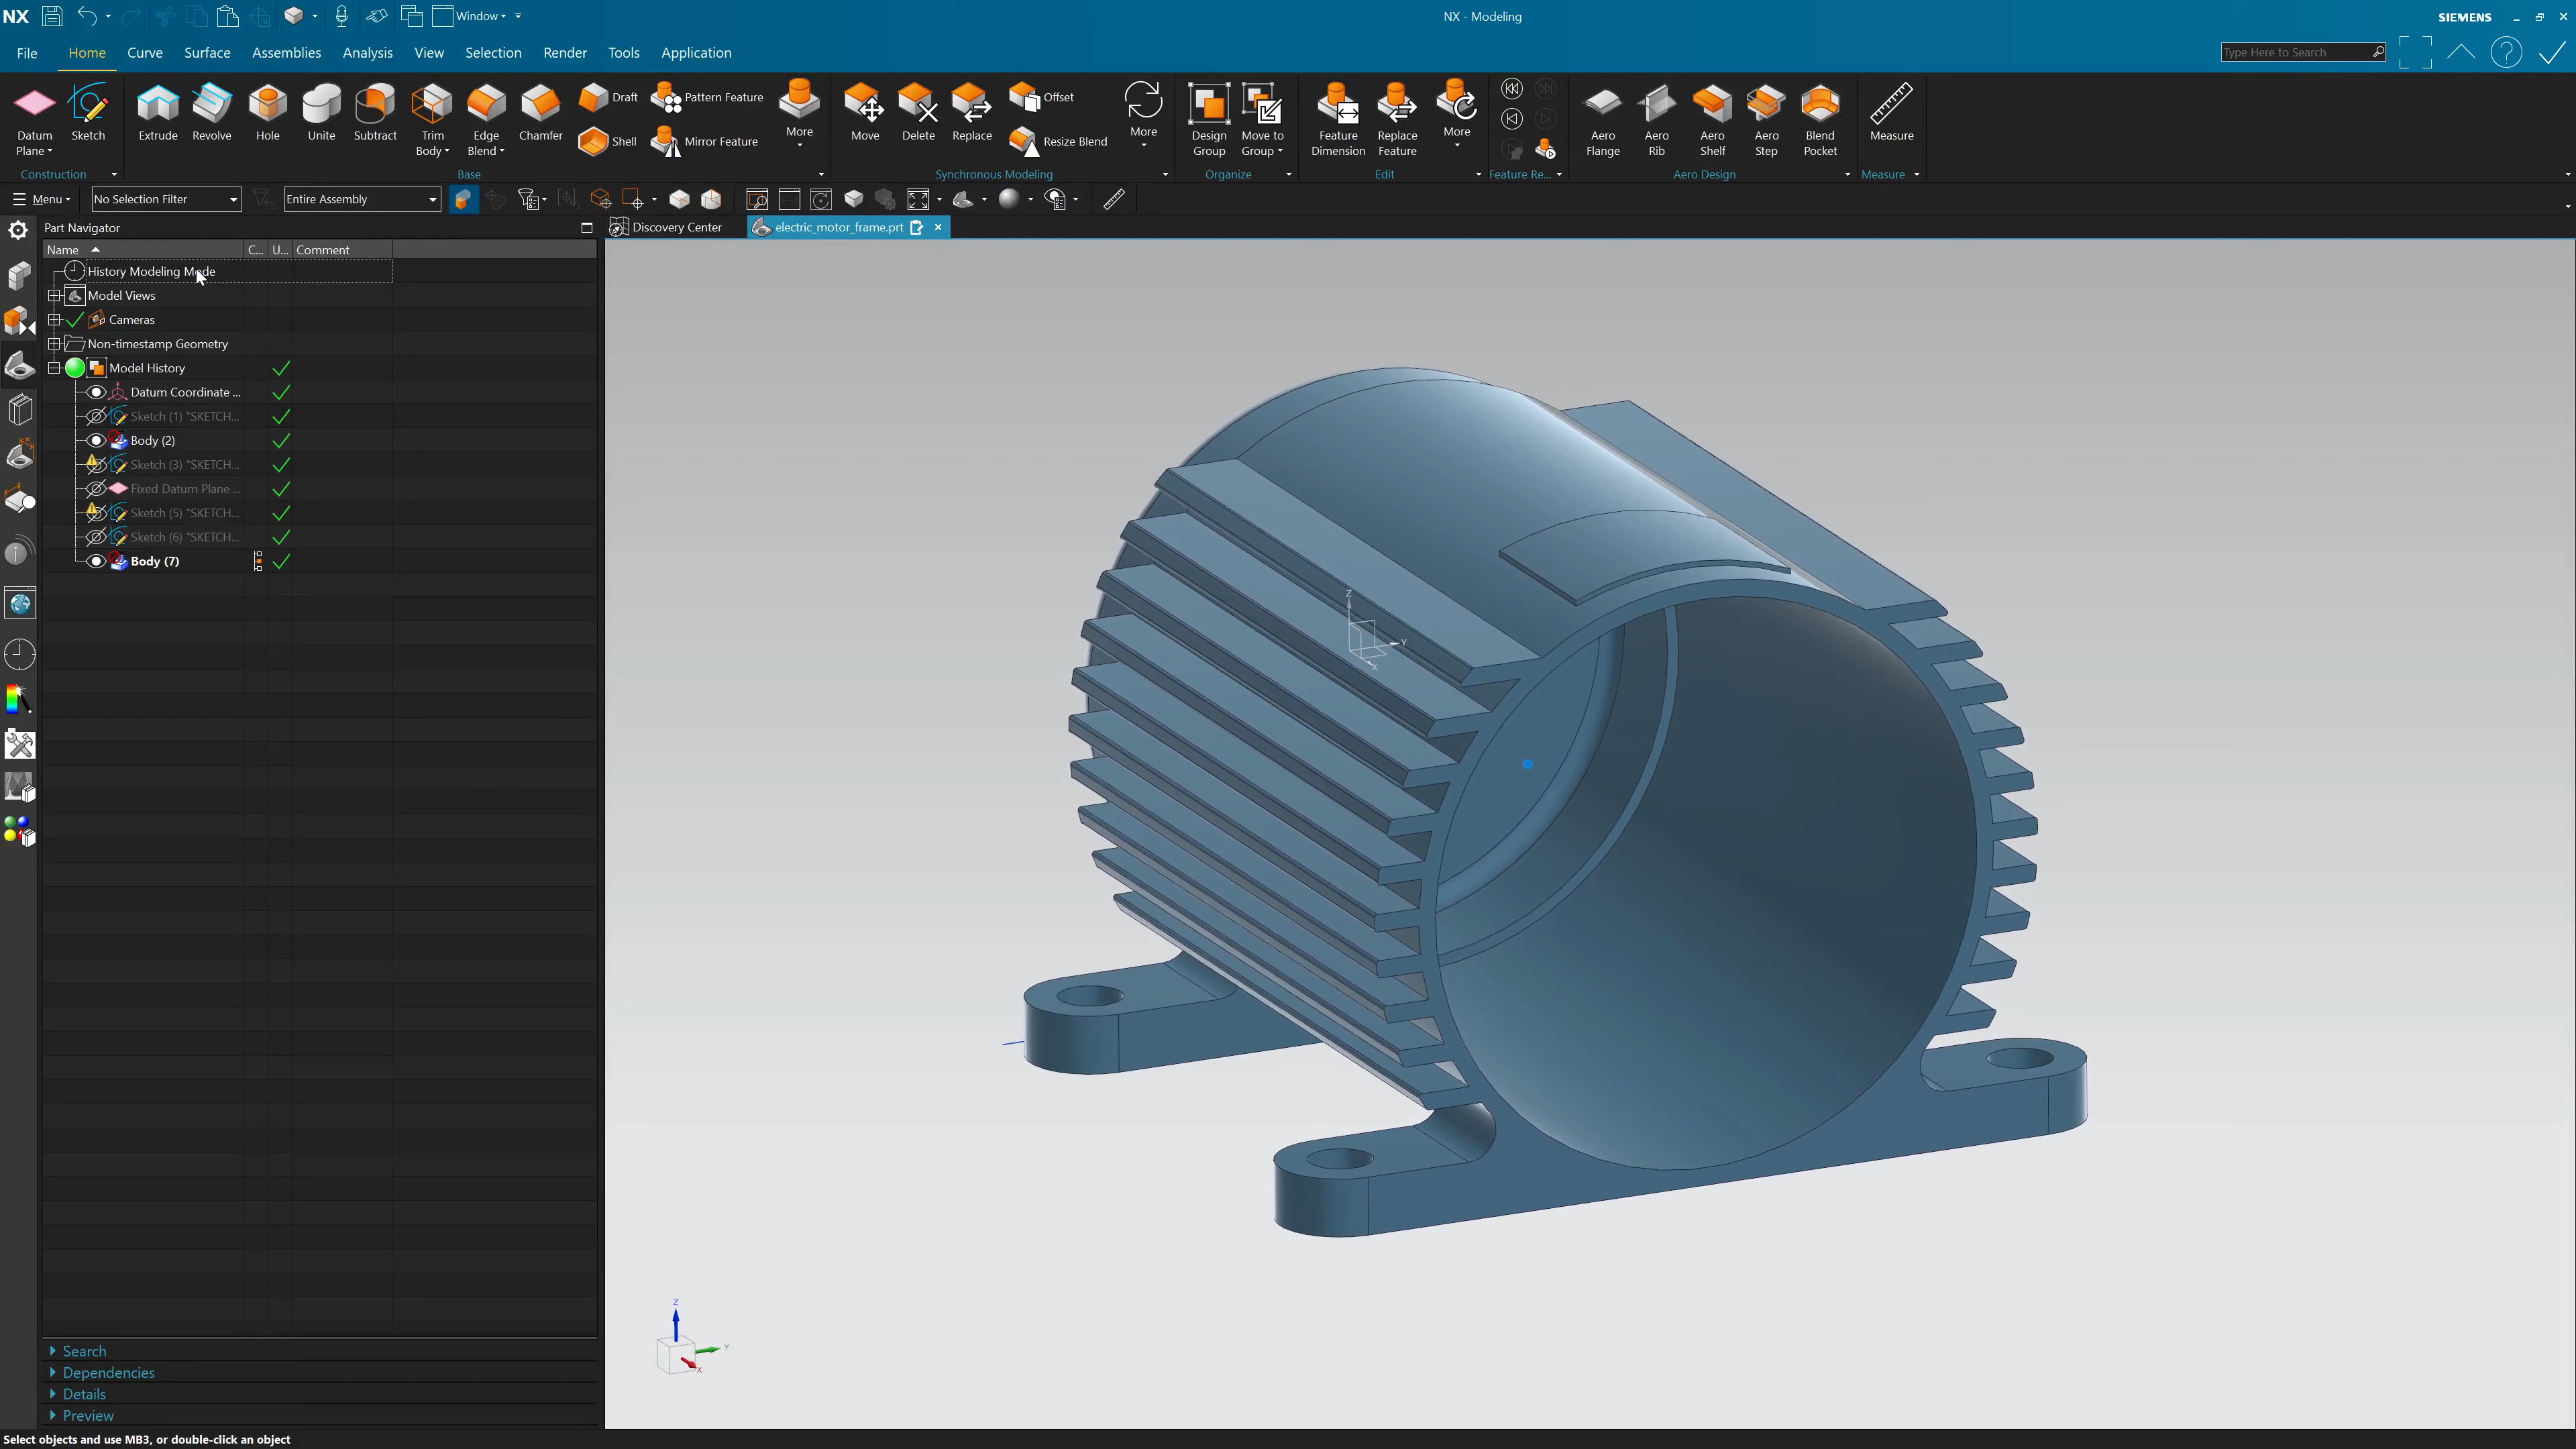 NX
Window
NX - Modeling
SIEMENS
File Home Curve Surface Assemblies Analysis View Selection Render Tools Application
Type Here to Search
Datum Plane
Sketch
Extrude
Revolve
Hole
Unite
Subtract
Trim Body
Edge Blend
Chamfer
Draft
Shell
Pattern Feature
Mirror Feature
More
Move
Delete
Replace
Offset
Resize Blend
More
Design Group
Move to Group
Feature Dimension
Replace Feature
More
Aero Flange
Aero Rib
Aero Shelf
Aero Step
Blend Pocket
Measure
Construction
Base
Synchronous Modeling
Organize
Edit
Feature Re...
Aero Design
Measure
Menu
No Selection Filter
Entire Assembly
Part Navigator
Discovery Center
electric_motor_frame.prt
Name C... U... Comment
History Modeling Mode
Model Views
Cameras
Non-timestamp Geometry
Model History
Datum Coordinate ...
Sketch (1) "SKETCH...
Body (2)
Sketch (3) "SKETCH...
Fixed Datum Plane ...
Sketch (5) "SKETCH...
Sketch (6) "SKETCH...
Body (7)
Z
Y
X
Z
Y
X
Search
Dependencies
Details
Preview
Select objects and use MB3, or double-click an object